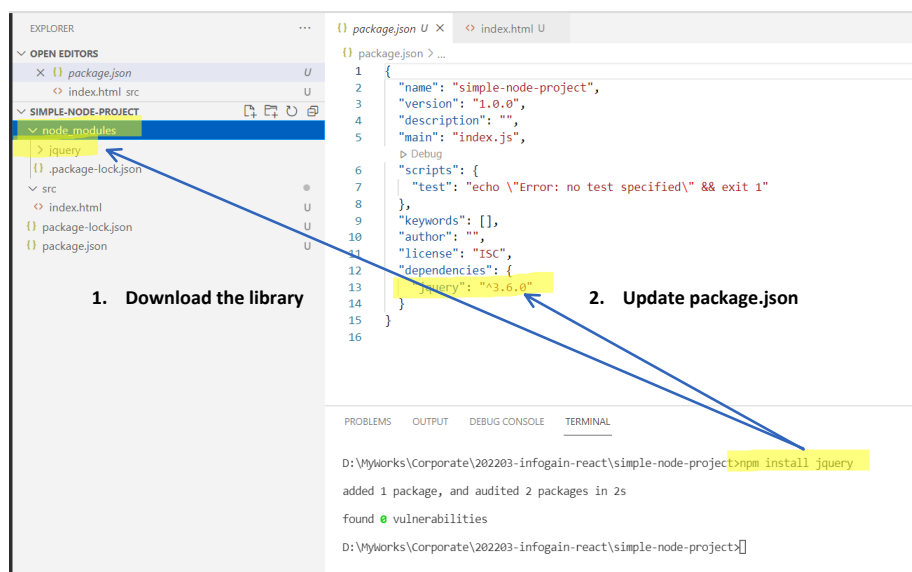 EXPLORER ...
OPEN EDITORS
package.json U
index.html src U
SIMPLE-NODE-PROJECT
node_modules
jquery
.package-lock.json
src
index.html U
package-lock.json U
package.json U
1. Download the library
package.json U
index.html U
package.json > ...
1 {
2 "name": "simple-node-project",
3 "version": "1.0.0",
4 "description": "",
5 "main": "index.js",
Debug
6 "scripts": {
7 "test": "echo \"Error: no test specified\" && exit 1"
8 },
9 "keywords": [],
10 "author": "",
11 "license": "ISC",
12 "dependencies": {
13 "jquery": "^3.6.0"
14 }
15 }
16
2. Update package.json
PROBLEMS OUTPUT DEBUG CONSOLE TERMINAL
D:\MyWorks\Corporate\202203-infogain-react\simple-node-project>npm install jquery
added 1 package, and audited 2 packages in 2s
found 0 vulnerabilities
D:\MyWorks\Corporate\202203-infogain-react\simple-node-project>